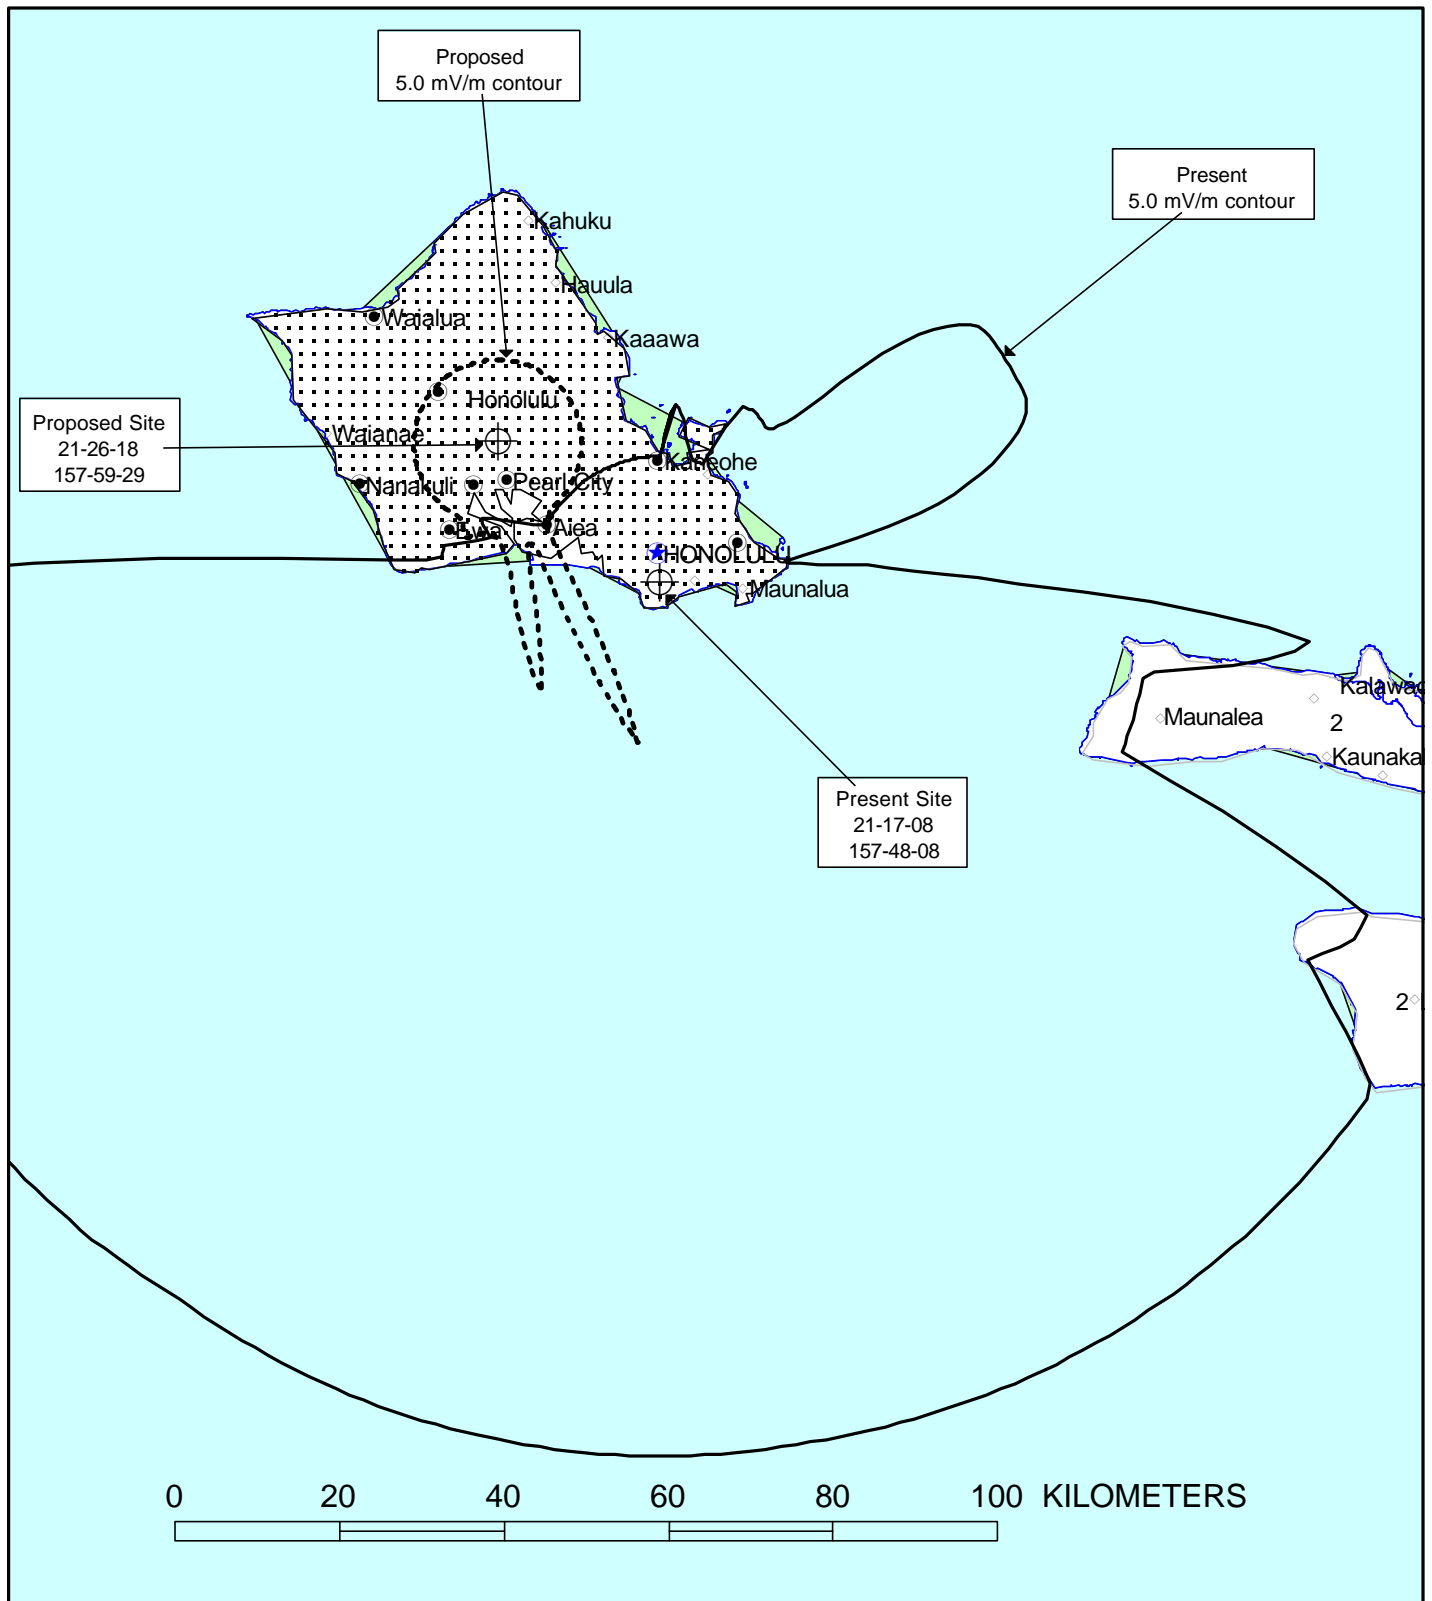 Proposed
5.0 mV/m contour
Present
5.0 mV/m contour
Kahuku
Hauula
Waialua
Kaaawa
Honolulu
Proposed Site
21-26-18
157-59-29
Waianae
Kaneohe
Nanakuli
Pearl City
Ewa
Aiea
HONOLULU
Maunalua
Kalawao
Maunalea
2
Kaunaka
Present Site
21-17-08
157-48-08
2
0 20 40 60 80 100 KILOMETERS